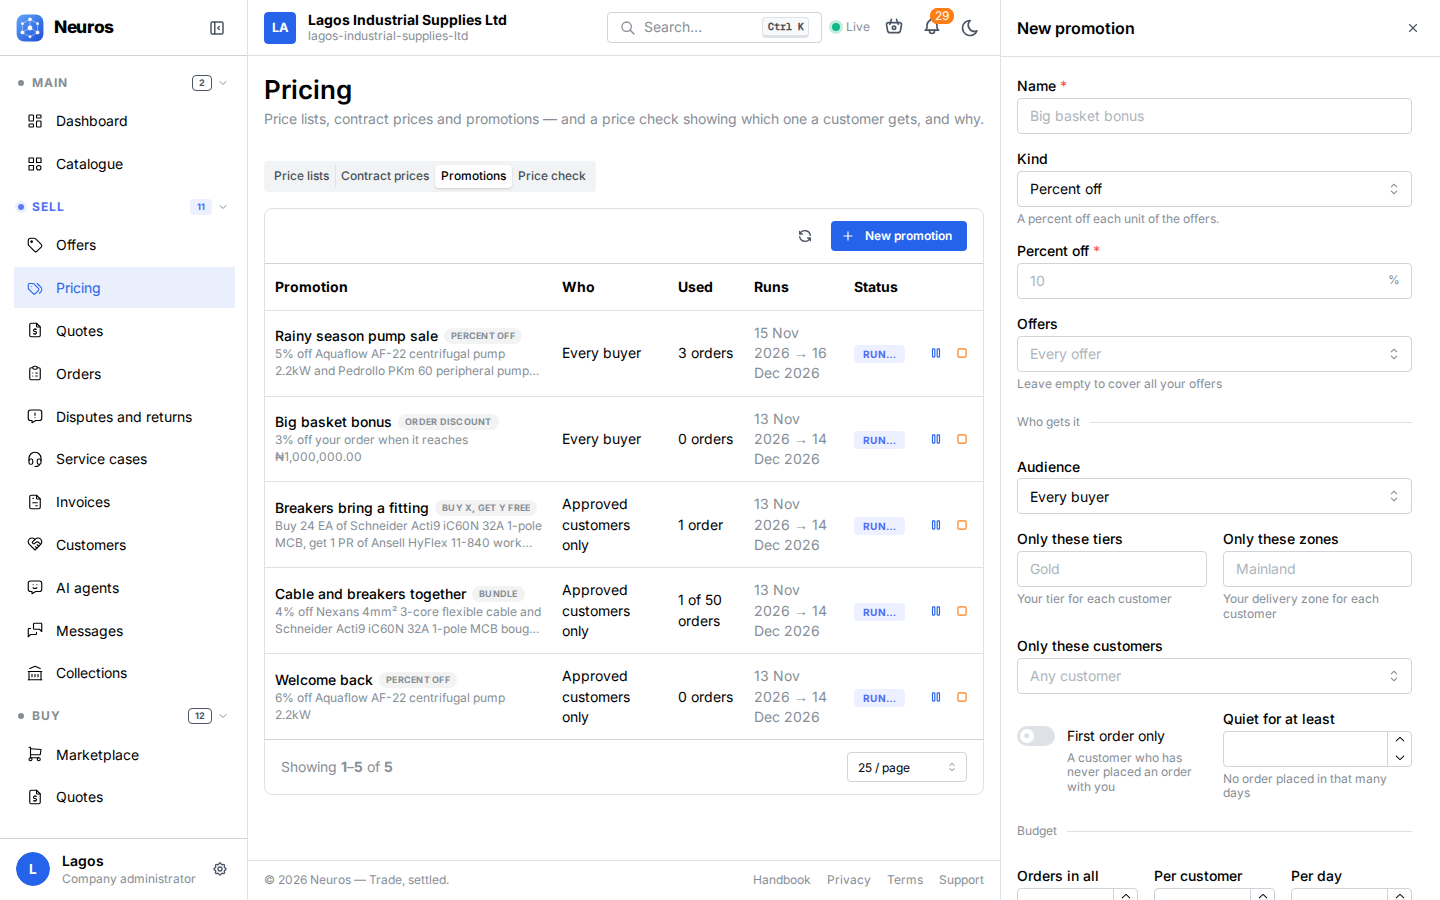 Neuros
MAIN
2
Dashboard
Catalogue
SELL
11
Offers
Pricing
Quotes
Orders
Disputes and returns
Service cases
Invoices
Customers
AI agents
Messages
Collections
BUY
12
Marketplace
Quotes
L
Lagos
Company administrator
LA
Lagos Industrial Supplies Ltd
lagos-industrial-supplies-ltd
Search...
Ctrl K
Live
29
Pricing
Price lists, contract prices and promotions — and a price check showing which one a customer gets, and why.
Price lists
Contract prices
Promotions
Price check
New promotion
Promotion
Who
Used
Runs
Status
Rainy season pump sale
PERCENT OFF
5% off Aquaflow AF-22 centrifugal pump
2.2kW and Pedrollo PKm 60 peripheral pump...
Every buyer
3 orders
15 Nov
2026 → 16
Dec 2026
RUN...
Big basket bonus
ORDER DISCOUNT
3% off your order when it reaches
₦1,000,000.00
Every buyer
0 orders
13 Nov
2026 → 14
Dec 2026
RUN...
Breakers bring a fitting
BUY X, GET Y FREE
Buy 24 EA of Schneider Acti9 iC60N 32A 1-pole
MCB, get 1 PR of Ansell HyFlex 11-840 work...
Approved
customers
only
1 order
13 Nov
2026 → 14
Dec 2026
RUN...
Cable and breakers together
BUNDLE
4% off Nexans 4mm² 3-core flexible cable and
Schneider Acti9 iC60N 32A 1-pole MCB boug...
Approved
customers
only
1 of 50
orders
13 Nov
2026 → 14
Dec 2026
RUN...
Welcome back
PERCENT OFF
6% off Aquaflow AF-22 centrifugal pump
2.2kW
Approved
customers
only
0 orders
13 Nov
2026 → 14
Dec 2026
RUN...
Showing 1–5 of 5
25 / page
© 2026 Neuros — Trade, settled.
Handbook
Privacy
Terms
Support
New promotion
Name *
Big basket bonus
Kind
Percent off
A percent off each unit of the offers.
Percent off *
10
%
Offers
Every offer
Leave empty to cover all your offers
Who gets it
Audience
Every buyer
Only these tiers
Gold
Your tier for each customer
Only these zones
Mainland
Your delivery zone for each
customer
Only these customers
Any customer
First order only
A customer who has
never placed an order
with you
Quiet for at least
No order placed in that many
days
Budget
Orders in all
Per customer
Per day